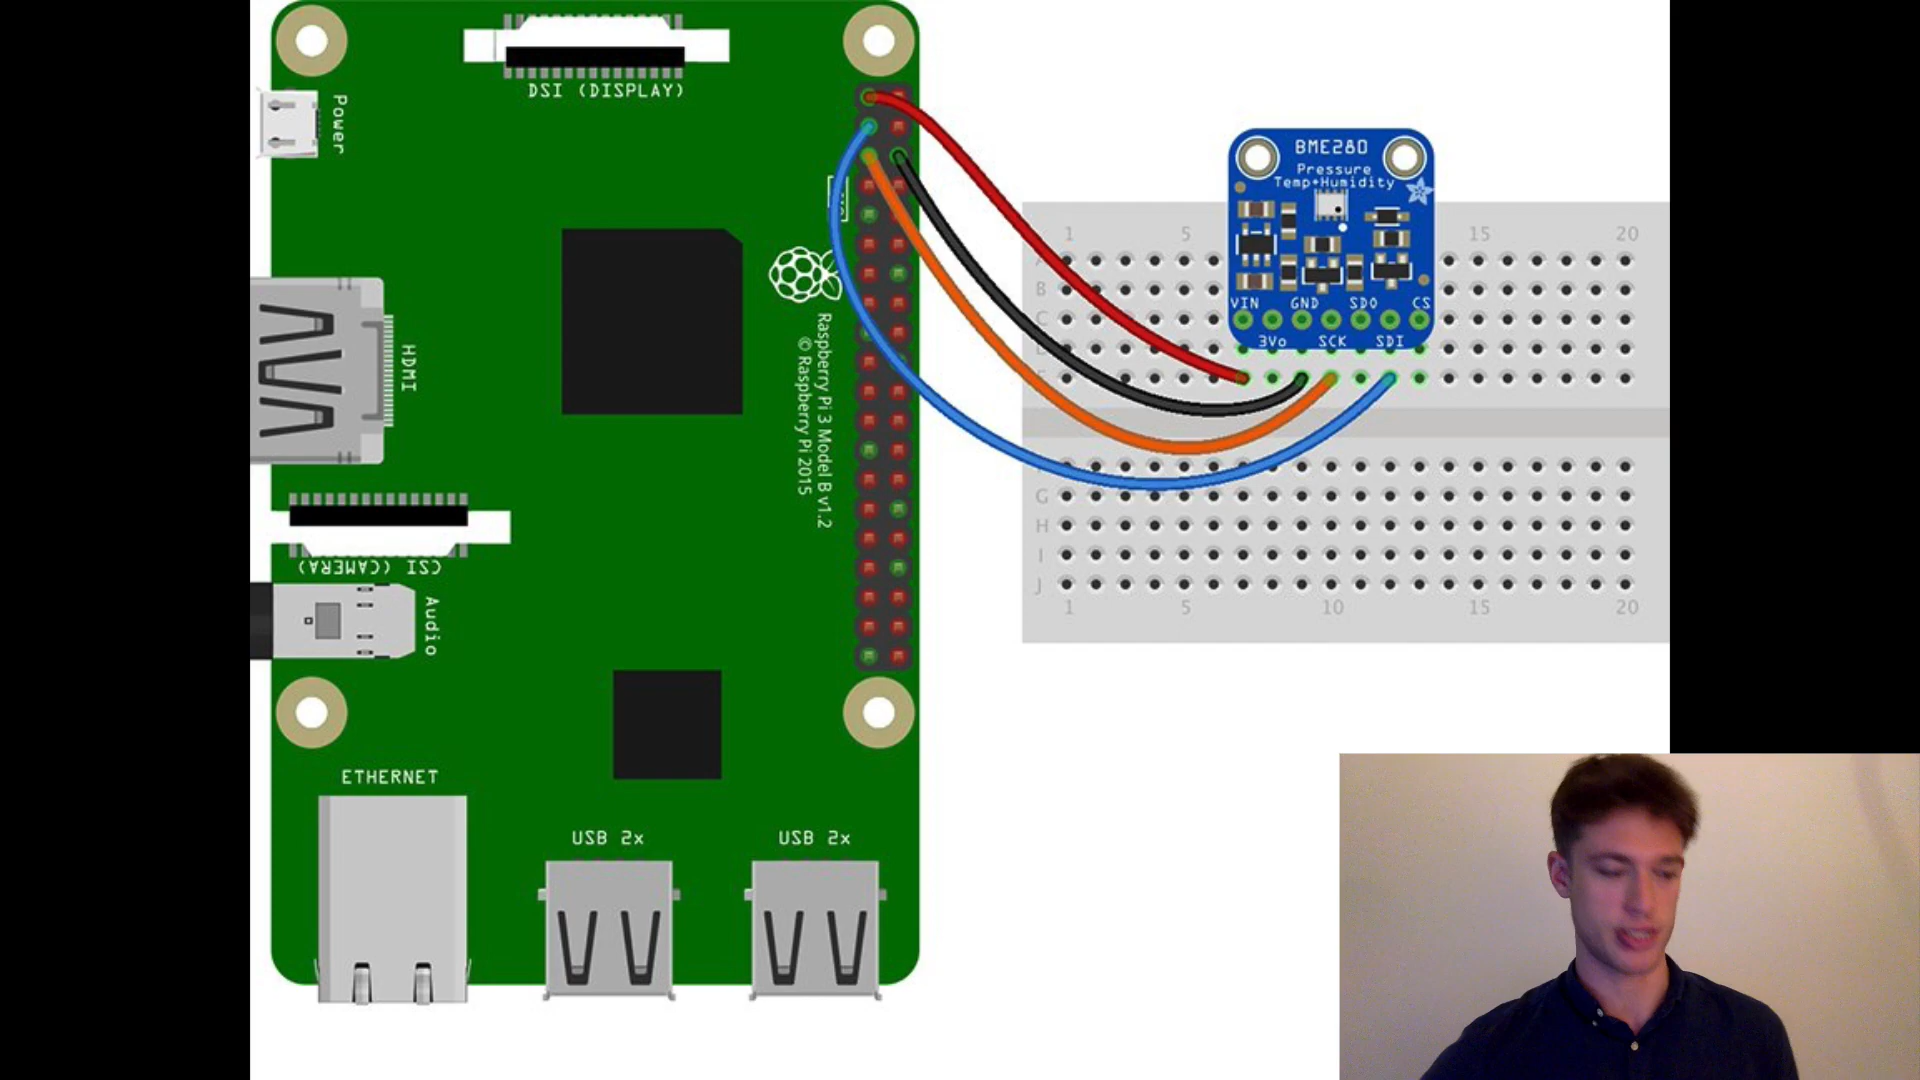 DSI (DISPLAY)
Power
HDMI
CSI (CAMERA)
Audio
ETHERNET
USB 2x
USB 2x
Raspberry Pi 3 Model B v1.2
© Raspberry Pi 2015
BME280
Pressure
Temp+Humidity
VIN GND SDO CS
3Vo SCK SDI
1 5 15 20
B
C
E
G
H
I
J
1 5 10 15 20